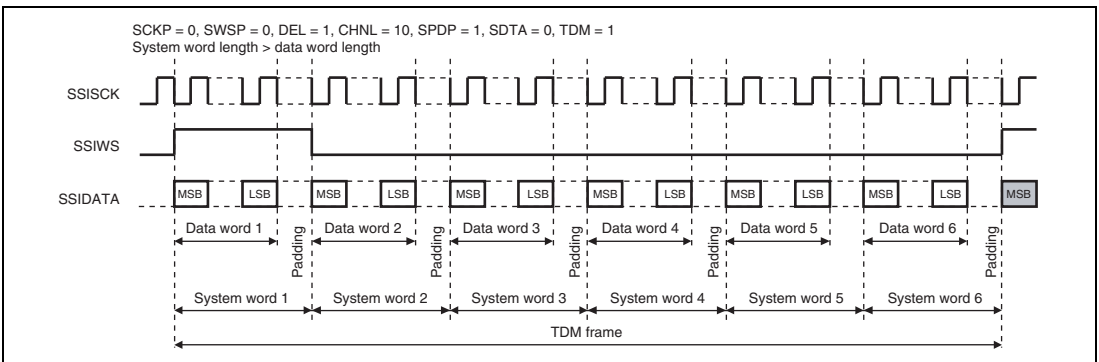 SCKP = 0, SWSP = 0, DEL = 1, CHNL = 10, SPDP = 1, SDTA = 0, TDM = 1
System word length > data word length
SSISCK
SSIWS
SSIDATA
MSB LSB MSB LSB MSB LSB MSB LSB MSB LSB MSB LSB MSB
Data word 1 Padding Data word 2 Padding Data word 3 Padding Data word 4 Padding Data word 5 Data word 6 Padding
System word 1 System word 2 System word 3 System word 4 System word 5 System word 6
TDM frame